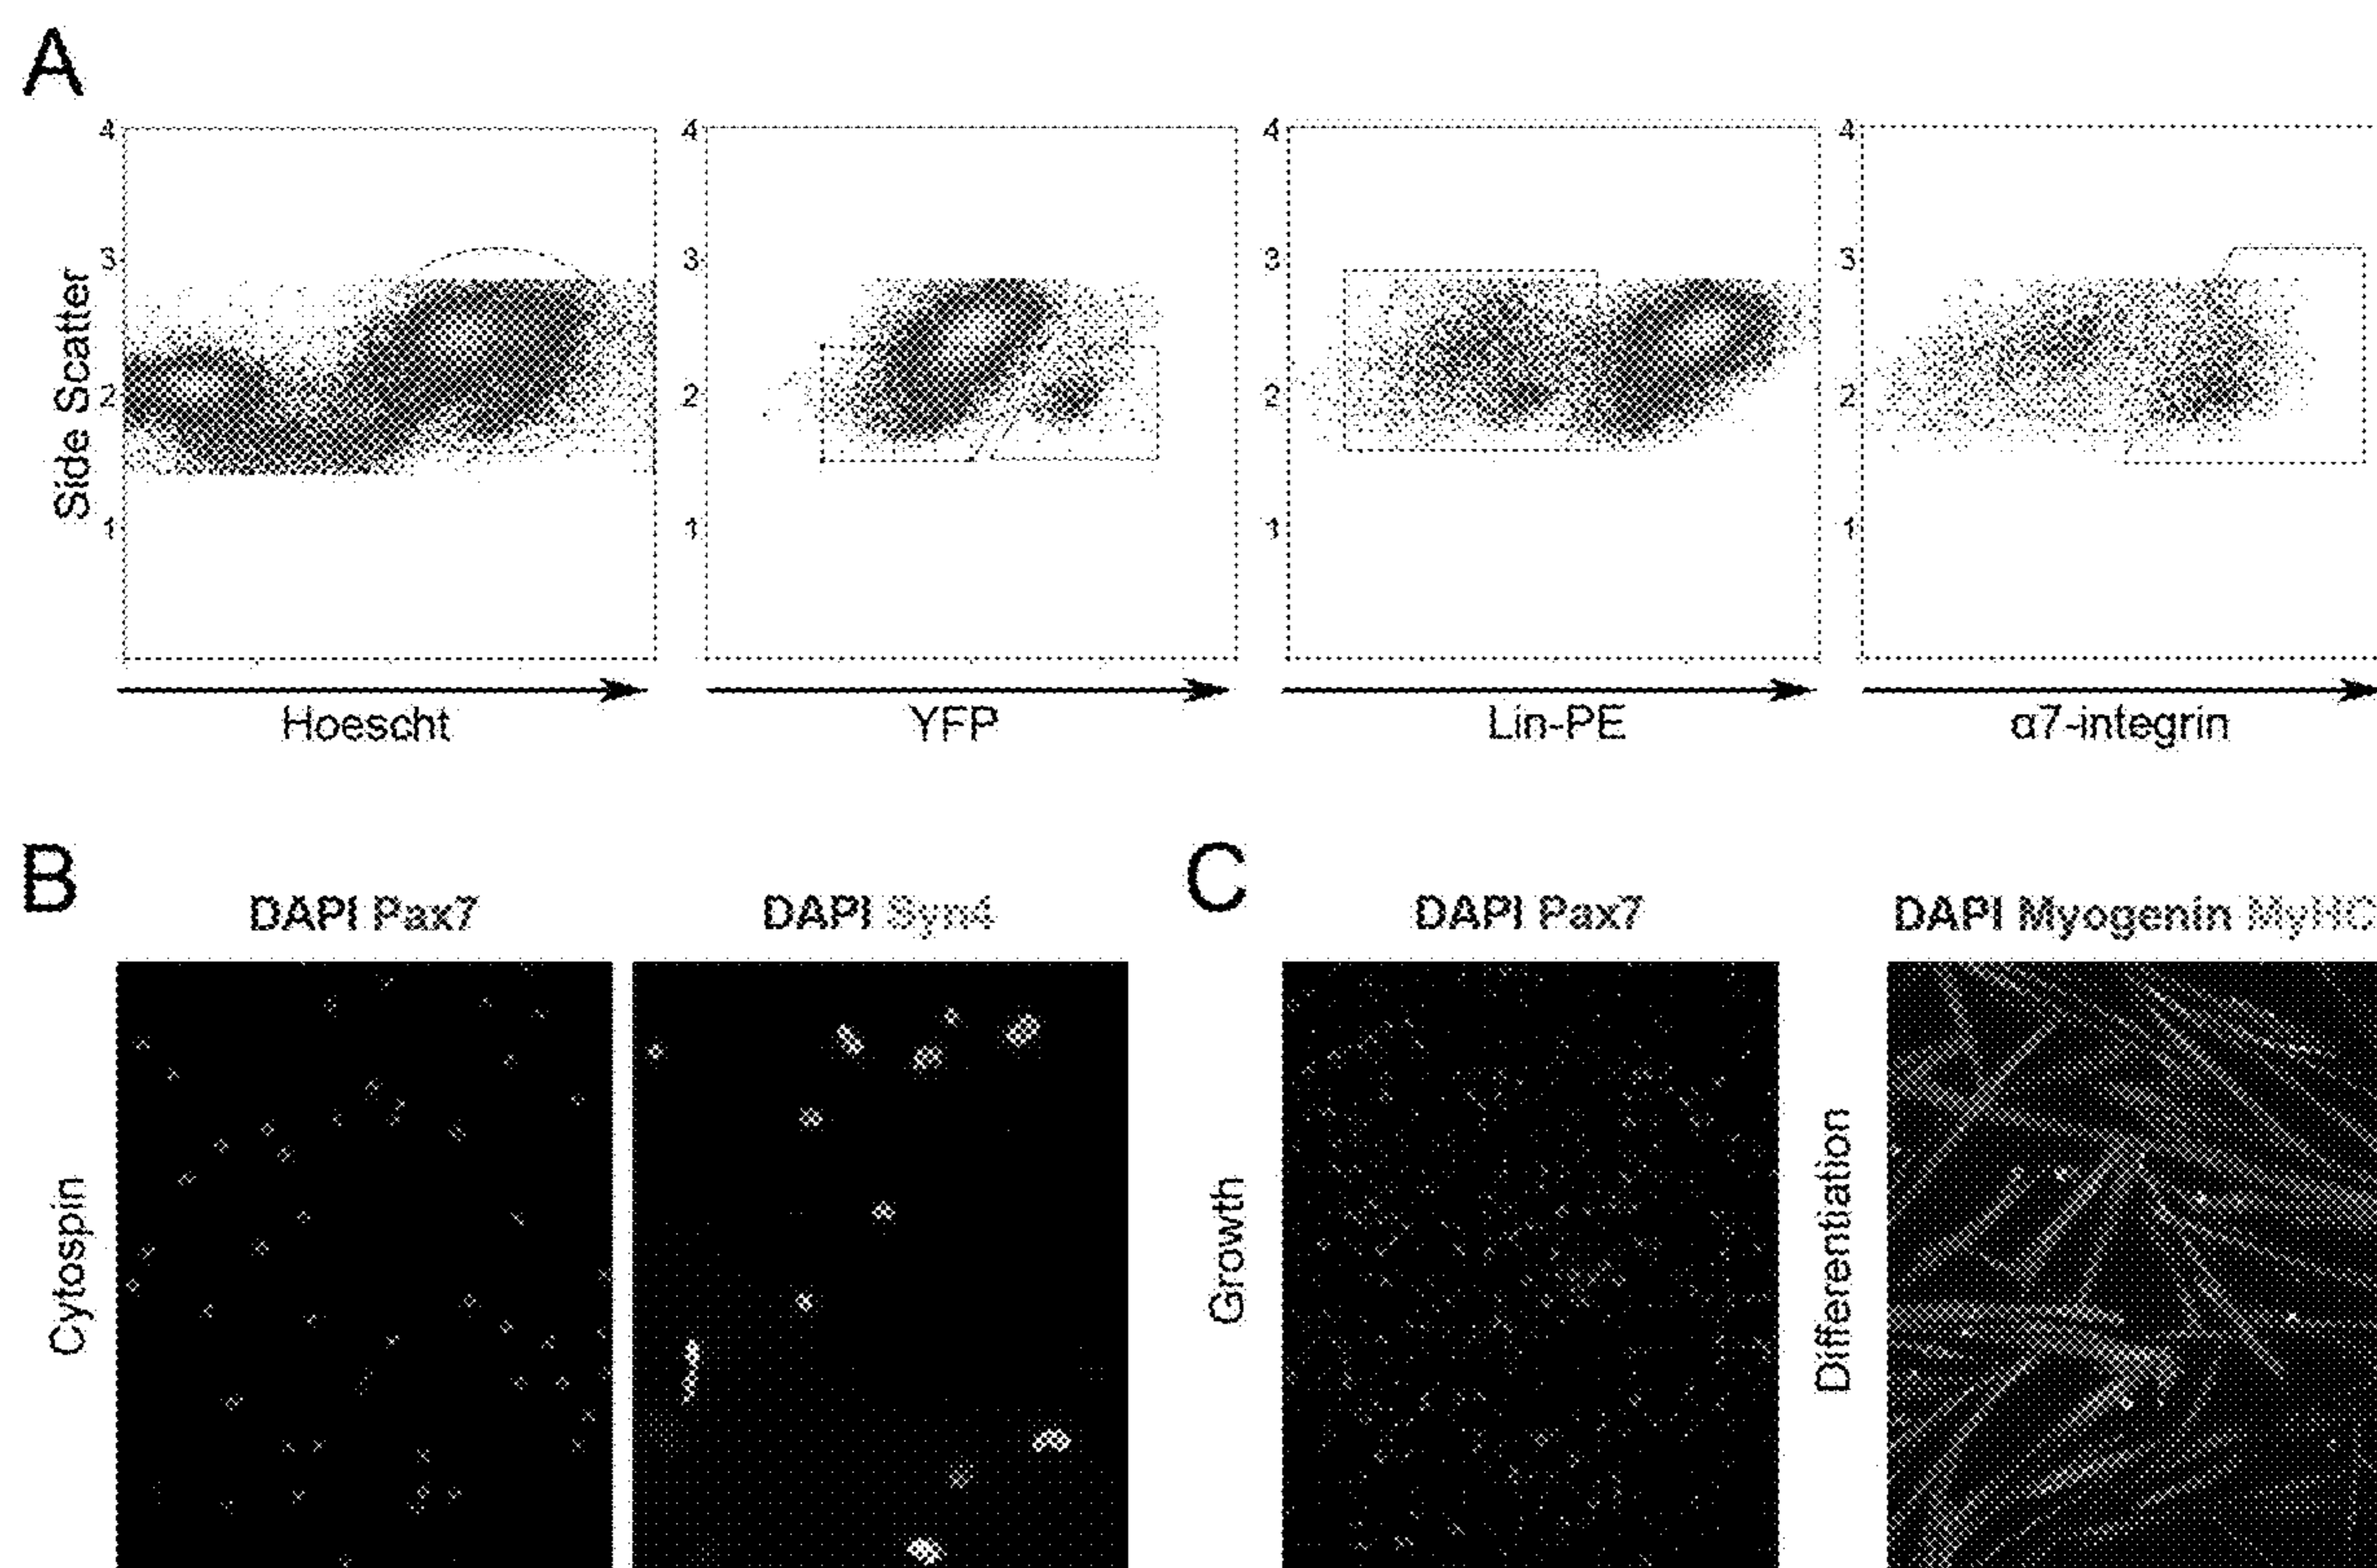 A
4 4 4 4
3 3 3 3
2 2 2 2
1 1 1 1
Side Scatter
Hoescht YFP Lin-PE α7-integrin
B C
DAPI Pax7 DAPI Syn4 DAPI Pax7 DAPI Myogenin MyHC
Cytospin
Growth
Differentiation